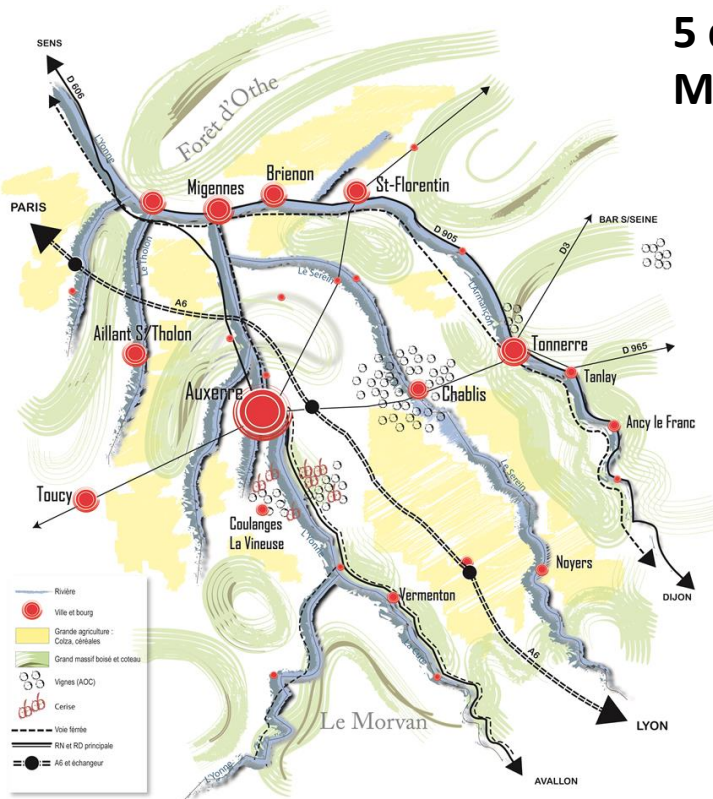 5
M
SENS
D 606
Forêt d'Othe
L'Yonne
Brienon
Migennes
St-Florentin
PARIS
D 905
BAR S/SEINE
D3
Le Tholon
Le Serein
L'Armançon
A6
Aillant S/Tholon
Tonnerre
D 965
Tanlay
Auxerre
Chablis
Ancy le Franc
Toucy
Le Serein
Coulanges
La Vineuse
L'Yonne
Noyers
Vermenton
DIJON
Rivière
Ville et bourg
Grande agriculture :
Colza, céréales
Grand massif boisé et coteau
Vignes (AOC)
Cerise
Voie férrée
RN et RD principale
A6 et échangeur
A6
Le Morvan
LYON
L'Yonne
AVALLON